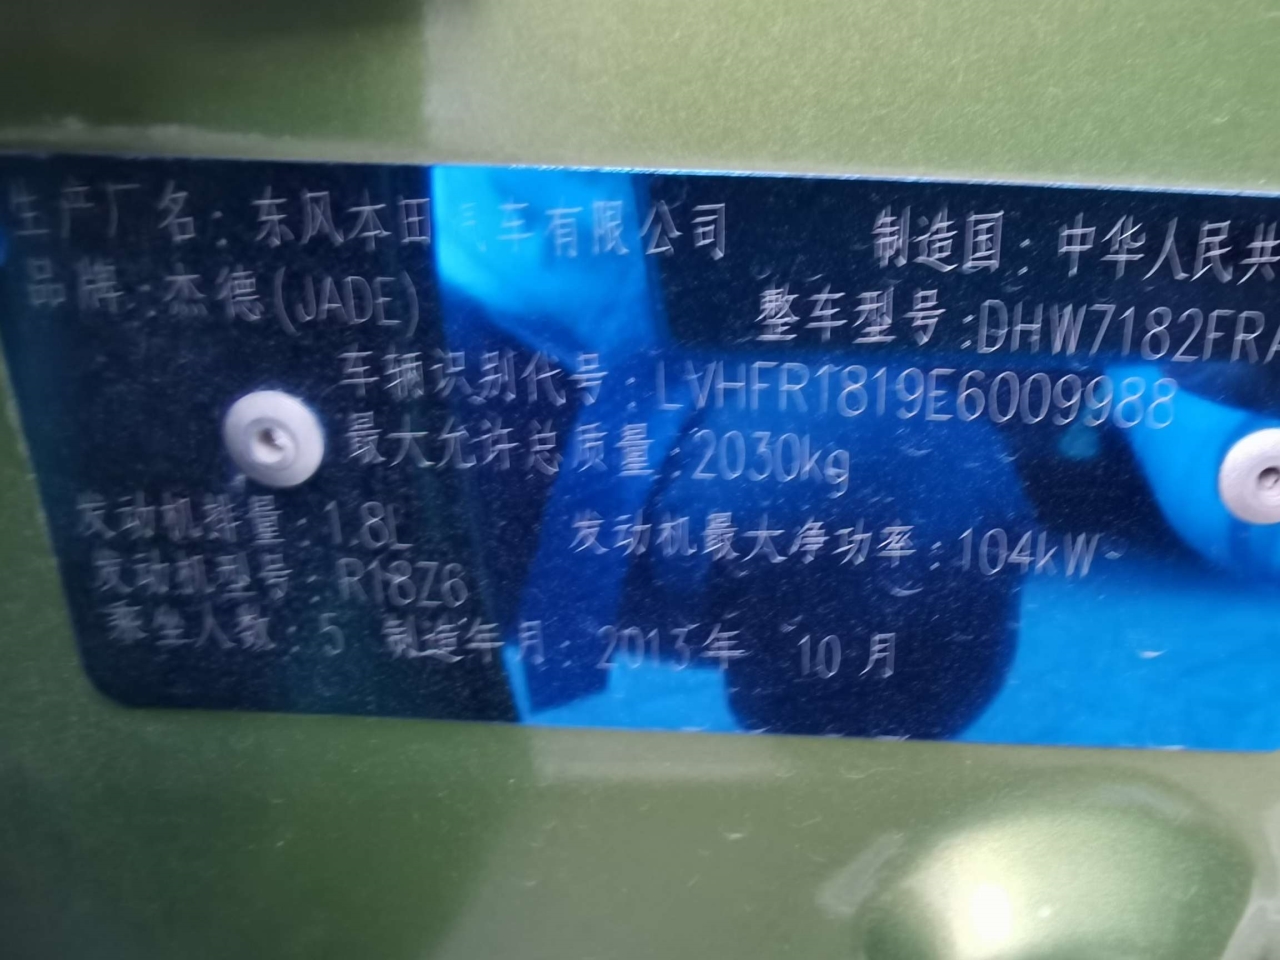 生产厂名：东风本田汽车有限公司 制造国：中华人民共
品牌：杰德(JADE) 整车型号：DHW7182FRA
车辆识别代号：LVHFR1819E6009988
最大允许总质量：2030kg
发动机排量：1.8L 发动机最大净功率：104kW
发动机型号：R18Z6
乘坐人数：5 制造年月：2013年 10月